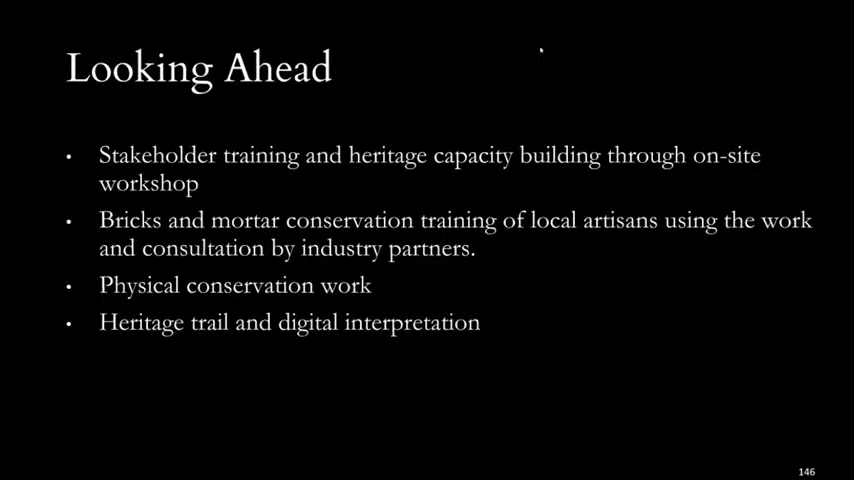 Looking Ahead
• Stakeholder training and heritage capacity building through on-site
workshop
• Bricks and mortar conservation training of local artisans using the work
and consultation by industry partners.
• Physical conservation work
• Heritage trail and digital interpretation
146